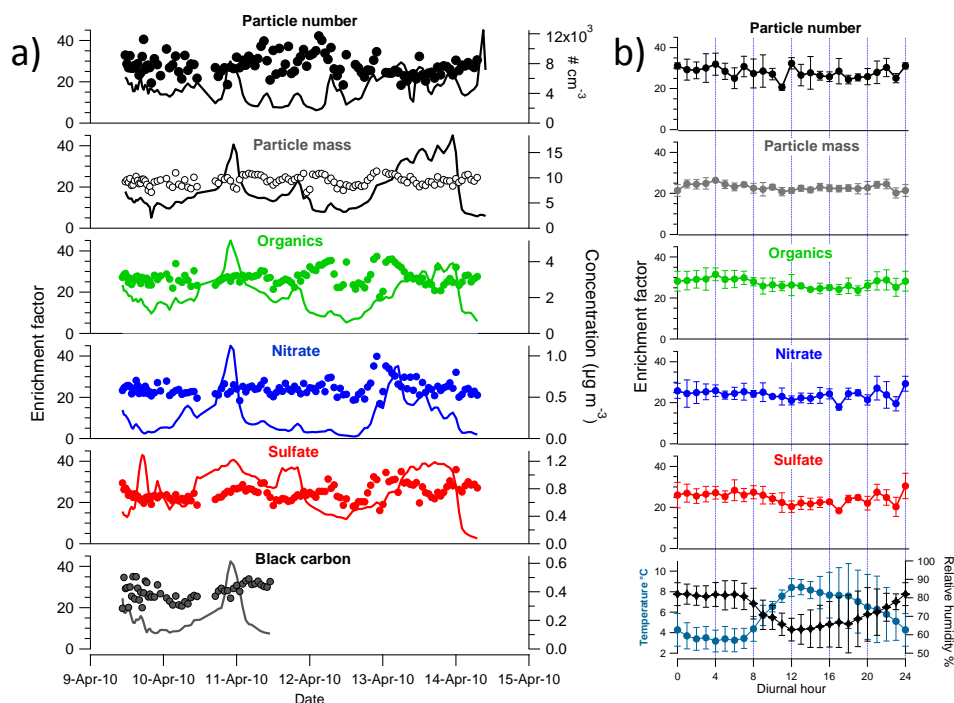 a)
Particle number
40
20
0
12x10³
8
4
0
# cm⁻³
Particle mass
40
20
0
15
10
5
0
Organics
40
20
0
4
2
0
Nitrate
40
20
0
1.0
0.5
0.0
Sulfate
40
20
0
1.2
0.8
0.4
0.0
Black carbon
40
20
0
0.6
0.4
0.2
0.0
Enrichment factor
Concentration (µg m⁻³)
9-Apr-10 10-Apr-10 11-Apr-10 12-Apr-10 13-Apr-10 14-Apr-10 15-Apr-10
Date
b)
Particle number
40
20
0
Particle mass
40
20
0
Organics
40
20
0
Nitrate
40
20
0
Sulfate
40
20
0
Enrichment factor
10
8
6
4
2
Temperature °C
100
90
80
70
60
50
Relative humidity %
0 4 8 12 16 20 24
Diurnal hour